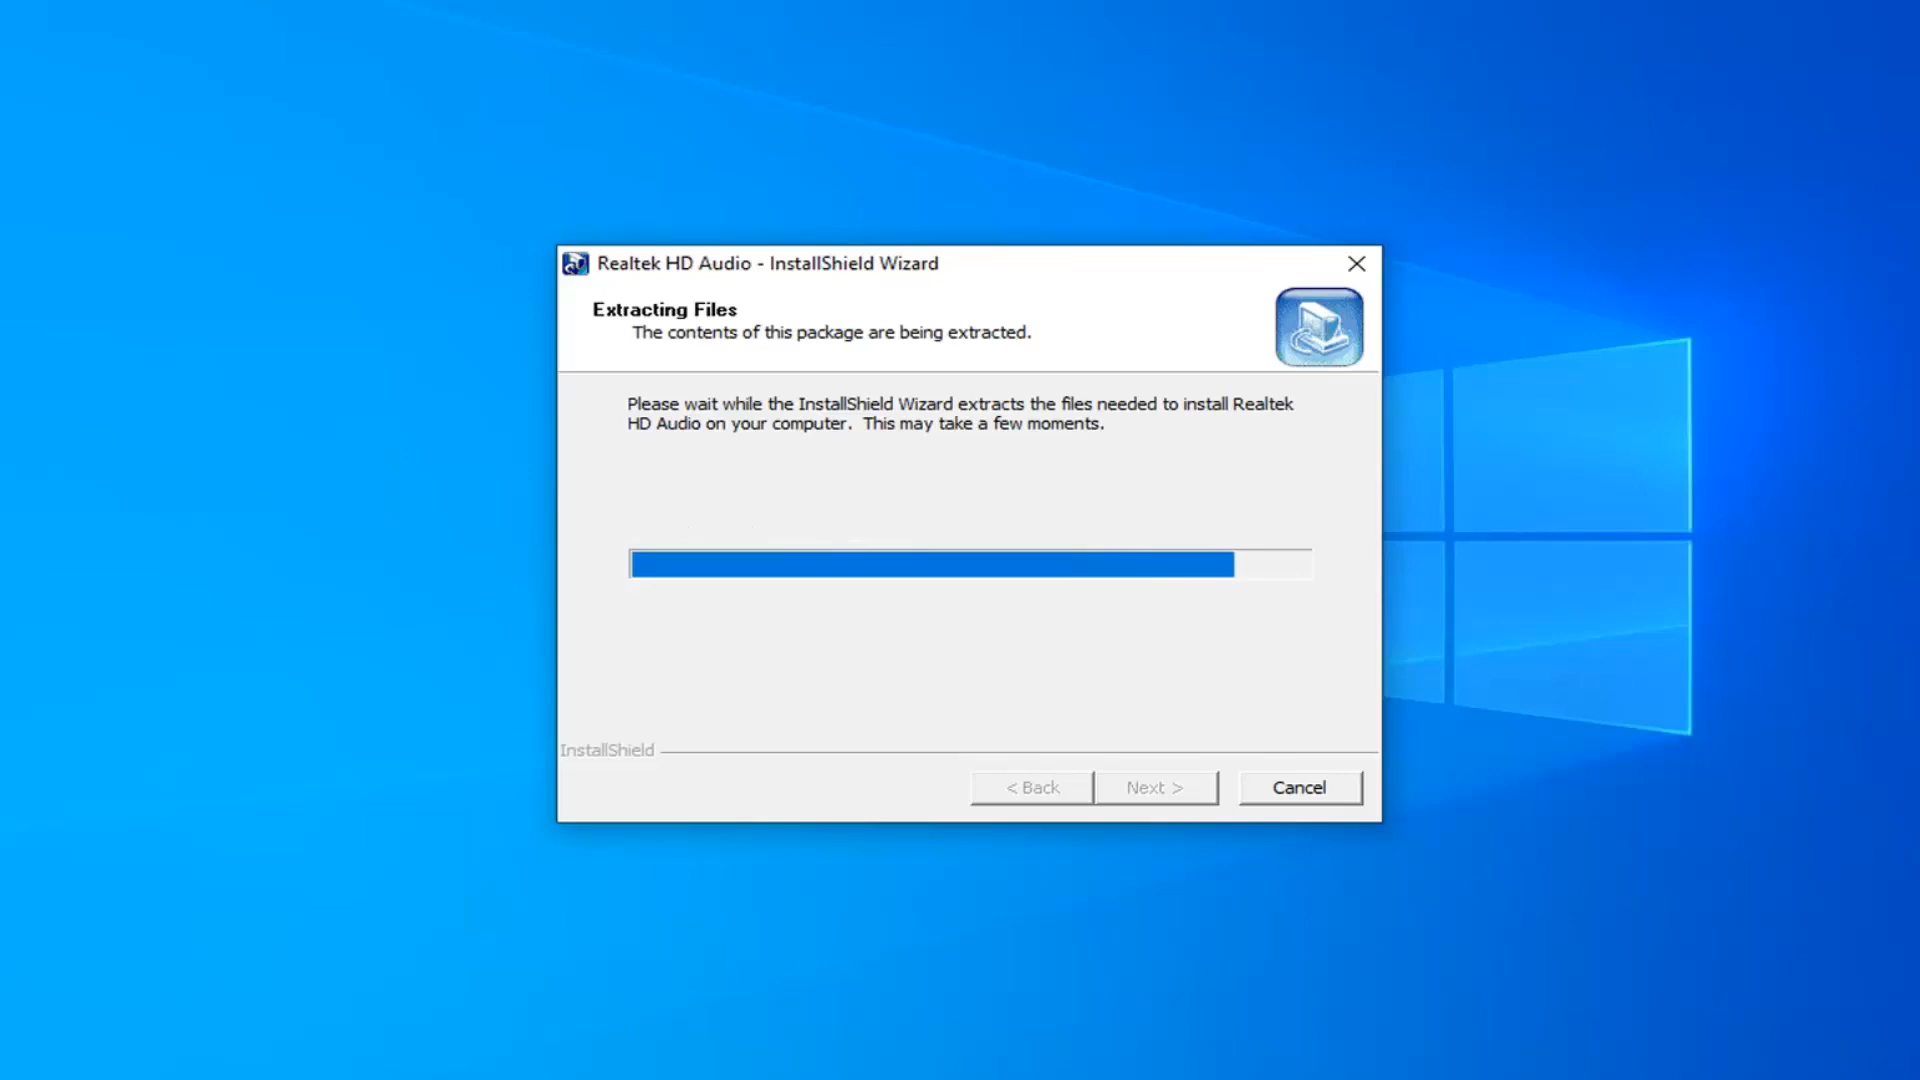 Realtek HD Audio - InstallShield Wizard
Extracting Files
The contents of this package are being extracted.
Please wait while the InstallShield Wizard extracts the files needed to install Realtek
HD Audio on your computer.  This may take a few moments.
InstallShield
< Back
Next >
Cancel